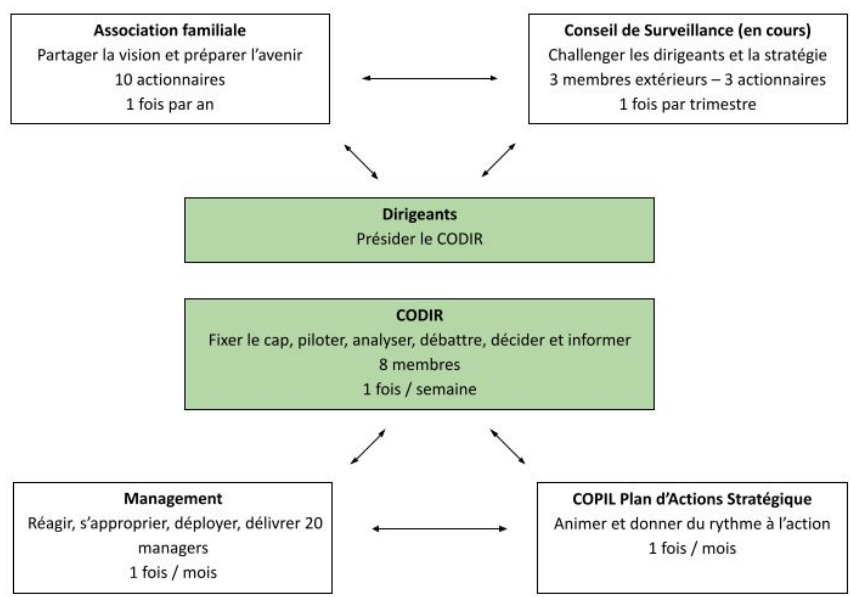 Association familiale
Partager la vision et préparer l’avenir
10 actionnaires
1 fois par an
Conseil de Surveillance (en cours)
Challenger les dirigeants et la stratégie
3 membres extérieurs – 3 actionnaires
1 fois par trimestre
Dirigeants
Présider le CODIR
CODIR
Fixer le cap, piloter, analyser, débattre, décider et informer
8 membres
1 fois / semaine
Management
Réagir, s’approprier, déployer, délivrer 20
managers
1 fois / mois
COPIL Plan d’Actions Stratégique
Animer et donner du rythme à l’action
1 fois / mois